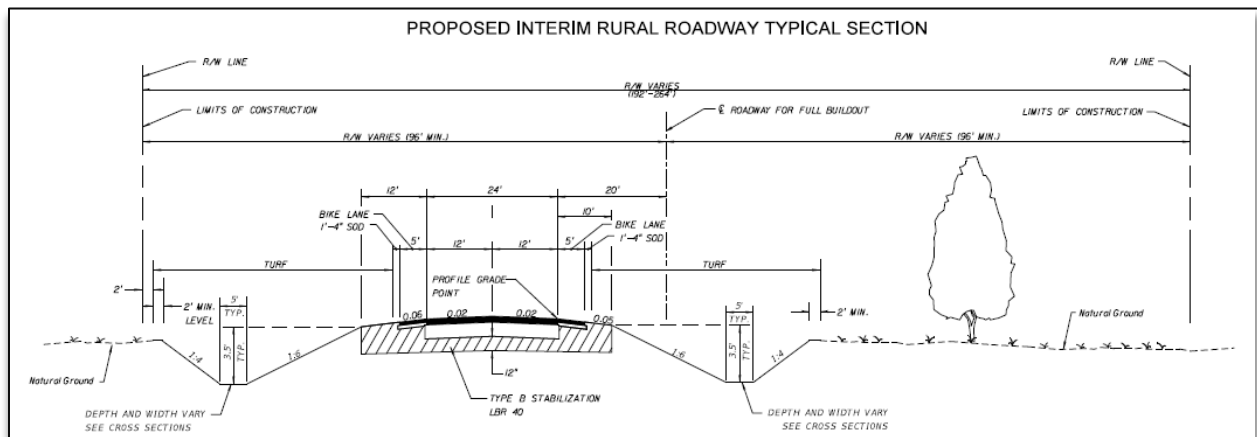 PROPOSED INTERIM RURAL ROADWAY TYPICAL SECTION
R/W LINE
R/W LINE
R/W VARIES
(192'-264')
LIMITS OF CONSTRUCTION
℄ ROADWAY FOR FULL BUILDOUT
LIMITS OF CONSTRUCTION
R/W VARIES (96' MIN.)
R/W VARIES (96' MIN.)
12'
24'
20'
10'
BIKE LANE
1'-4" SOD
BIKE LANE
1'-4" SOD
5'
12'
12'
5'
TURF
TURF
PROFILE GRADE
POINT
2'
2' MIN.
LEVEL
5'
TYP.
0.06
0.02
0.02
0.05
5'
TYP.
2' MIN.
Natural Ground
1:4
3.5'
TYP.
1:6
1:6
3.5'
TYP.
1:4
Natural Ground
12"
TYPE B STABILIZATION
LBR 40
DEPTH AND WIDTH VARY
SEE CROSS SECTIONS
DEPTH AND WIDTH VARY
SEE CROSS SECTIONS